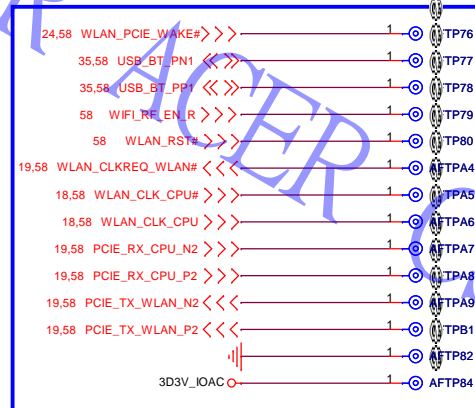 24,58 WLAN_PCIE_WAKE# 1 TP76
35,58 USB_BT_PN1 1 TP77
35,58 USB_BT_PP1 1 TP78
58 WIFI_RF_EN_R 1 TP79
58 WLAN_RST# 1 TP80
19,58 WLAN_CLKREQ_WLAN# 1 AFTPA4
18,58 WLAN_CLK_CPU# 1 TPA5
18,58 WLAN_CLK_CPU 1 AFTPA6
19,58 PCIE_RX_CPU_N2 1 AFTPA7
19,58 PCIE_RX_CPU_P2 1 TPA8
19,58 PCIE_TX_WLAN_N2 1 AFTPA9
19,58 PCIE_TX_WLAN_P2 1 TPB1
1 AFTP82
3D3V_IOAC 1 AFTP84
ACER